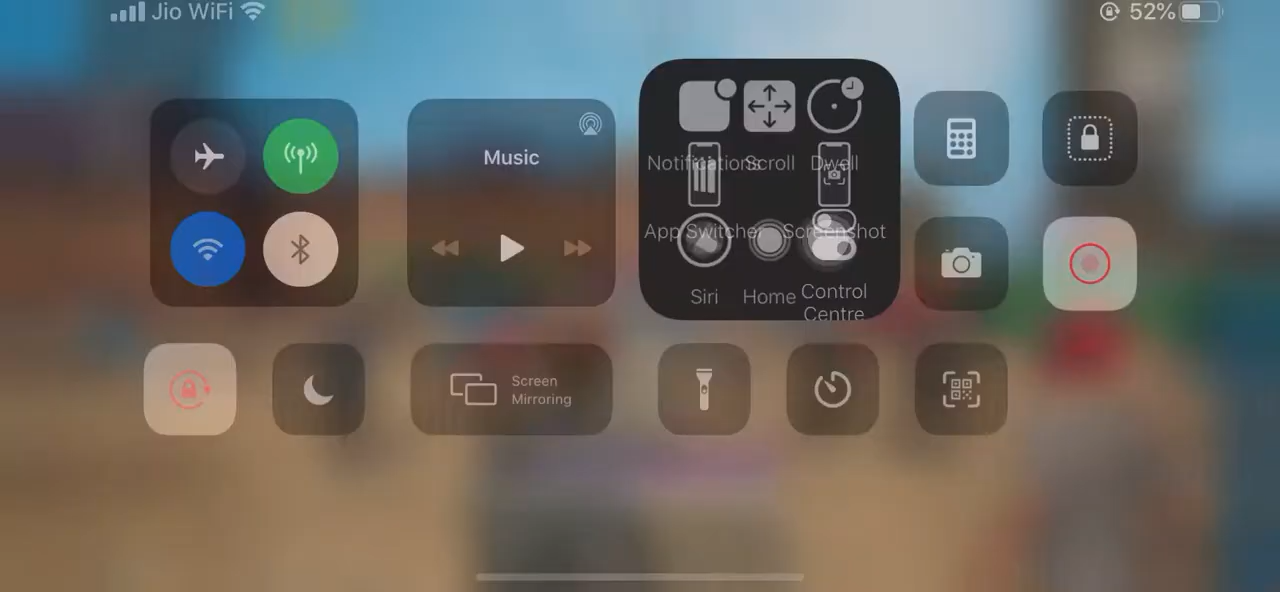 Jio WiFi
52%
Music
Notifications
Scroll
Dwell
App Switcher
Screenshot
Siri
Home
Control
Centre
Screen
Mirroring